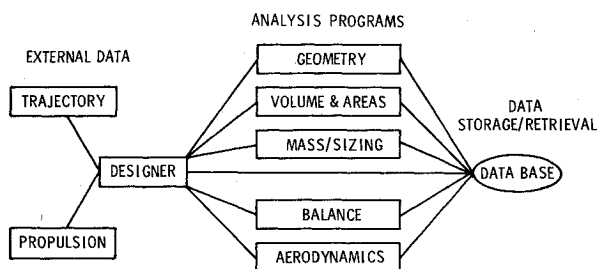 ANALYSIS PROGRAMS
EXTERNAL DATA
GEOMETRY
TRAJECTORY
VOLUME & AREAS
DATA
STORAGE/RETRIEVAL
MASS/SIZING
DESIGNER
DATA BASE
BALANCE
PROPULSION
AERODYNAMICS